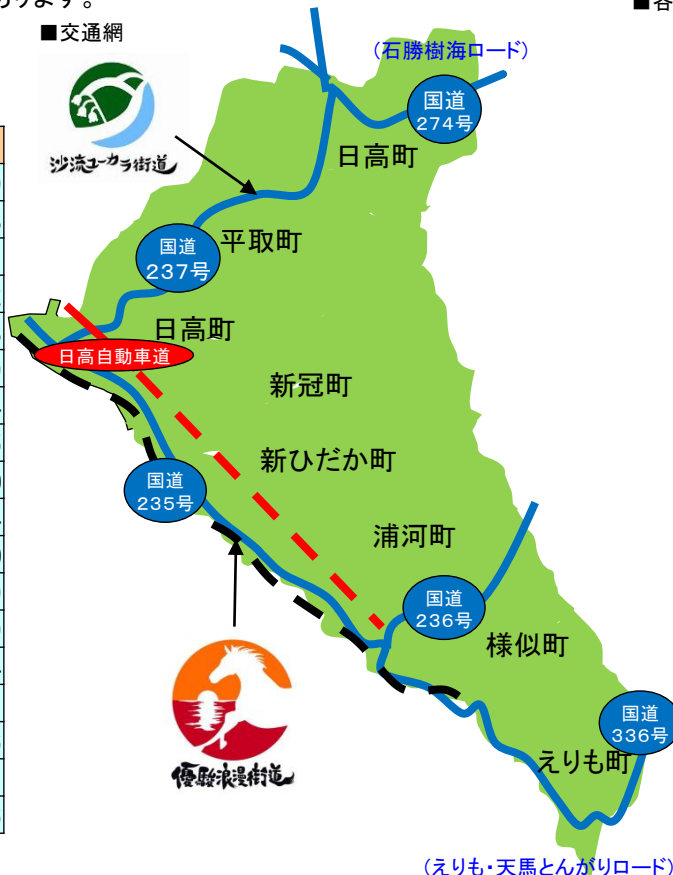 ります。
■各
■交通網
(石勝樹海ロード)
国道
274号
沙流ユーカラ街道
日高町
平取町
国道
237号
日高町
日高自動車道
新冠町
新ひだか町
国道
235号
浦河町
国道
236号
様似町
国道
336号
優駿浪漫街道
えりも町
(えりも・天馬とんがりロード)